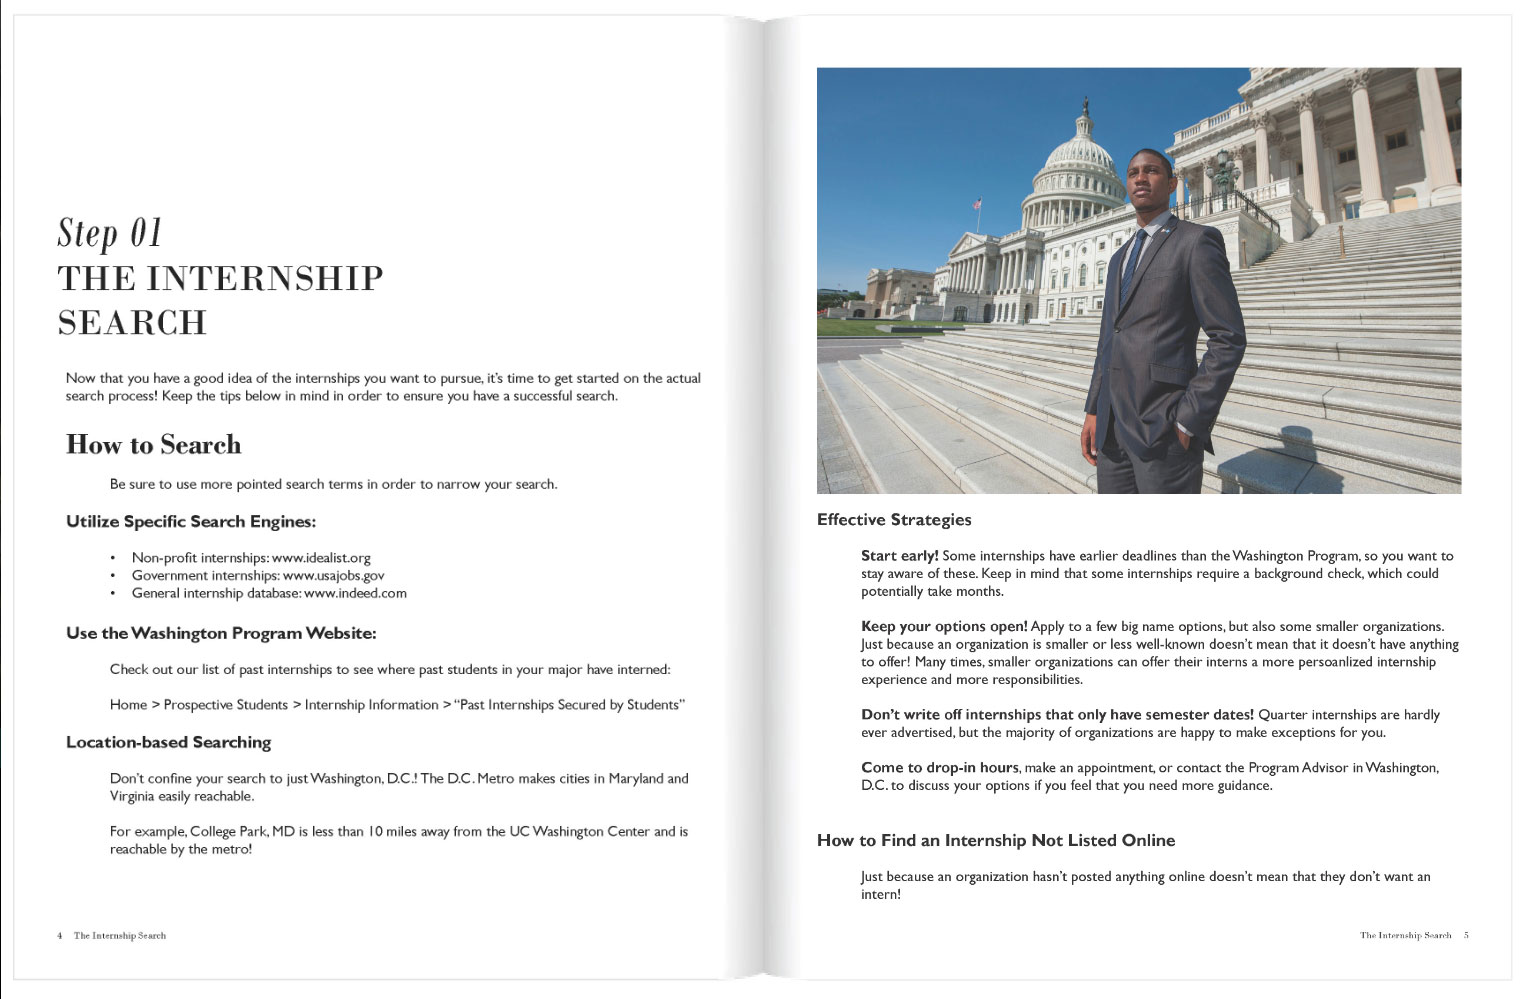 Step 01
THE INTERNSHIP
SEARCH
Now that you have a good idea of the internships you want to pursue, it's time to get started on the actual
search process! Keep the tips below in mind in order to ensure you have a successful search.
How to Search
Be sure to use more pointed search terms in order to narrow your search.
Utilize Specific Search Engines:
• Non-profit internships: www.idealist.org
• Government internships: www.usajobs.gov
• General internship database: www.indeed.com
Use the Washington Program Website:
Check out our list of past internships to see where past students in your major have interned:
Home > Prospective Students > Internship Information > “Past Internships Secured by Students”
Location-based Searching
Don't confine your search to just Washington, D.C.! The D.C. Metro makes cities in Maryland and
Virginia easily reachable.
For example, College Park, MD is less than 10 miles away from the UC Washington Center and is
reachable by the metro!
4 The Internship Search
Effective Strategies
Start early! Some internships have earlier deadlines than the Washington Program, so you want to
stay aware of these. Keep in mind that some internships require a background check, which could
potentially take months.
Keep your options open! Apply to a few big name options, but also some smaller organizations.
Just because an organization is smaller or less well-known doesn't mean that it doesn't have anything
to offer! Many times, smaller organizations can offer their interns a more persoanlized internship
experience and more responsibilities.
Don't write off internships that only have semester dates! Quarter internships are hardly
ever advertised, but the majority of organizations are happy to make exceptions for you.
Come to drop-in hours, make an appointment, or contact the Program Advisor in Washington,
D.C. to discuss your options if you feel that you need more guidance.
How to Find an Internship Not Listed Online
Just because an organization hasn't posted anything online doesn't mean that they don't want an
intern!
The Internship Search 5